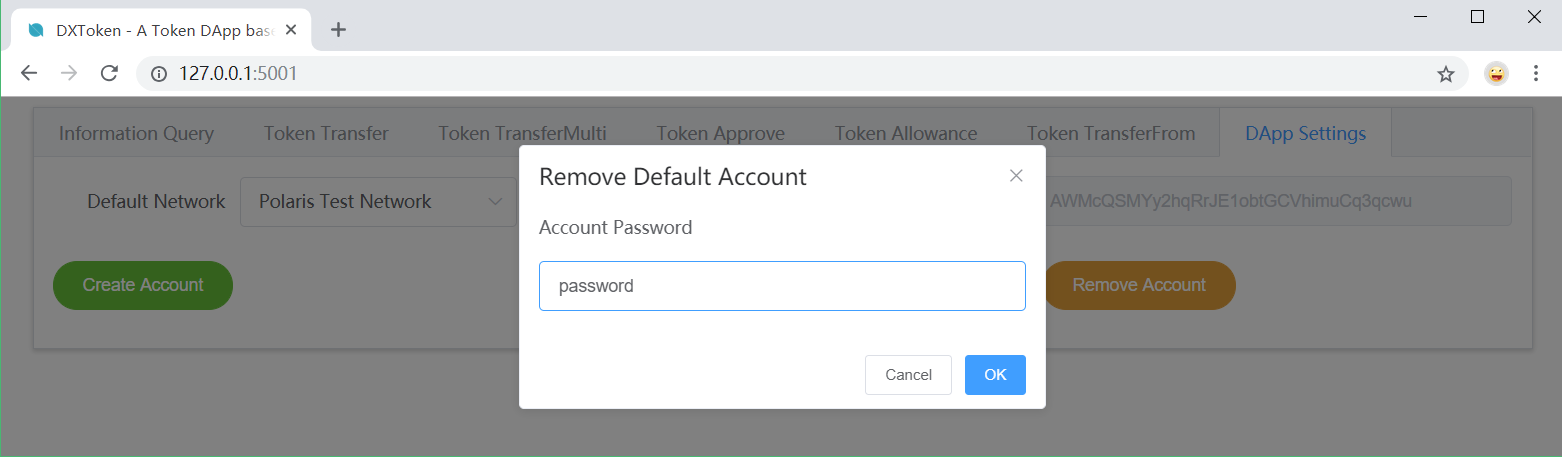 DXToken - A Token DApp base
127.0.0.1:5001
Information Query Token Transfer Token TransferMulti Token Approve Token Allowance Token TransferFrom DApp Settings
Remove Default Account
Default Network Polaris Test Network AWMcQSMYy2hqRrJE1obtGCVhimuCq3qcwu
Account Password
password
Create Account Remove Account
Cancel OK